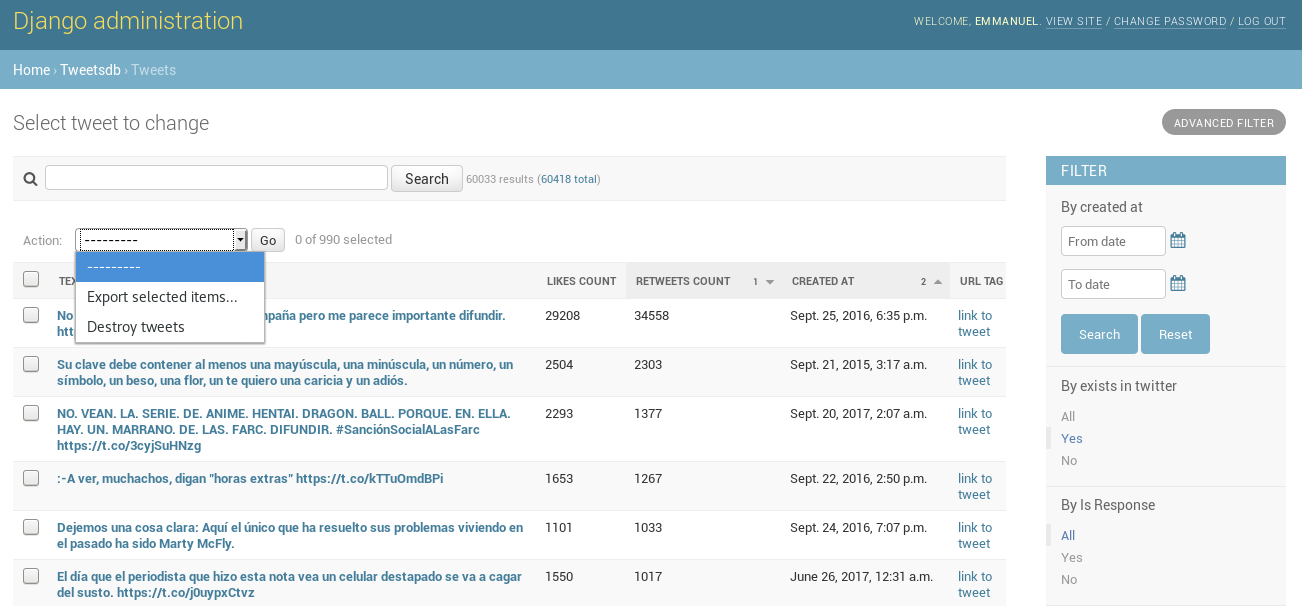 Django administration
WELCOME, EMMANUEL. VIEW SITE / CHANGE PASSWORD / LOG OUT
Home › Tweetsdb › Tweets
Select tweet to change
ADVANCED FILTER
Search
60033 results (60418 total)
Action:
---------
Go
0 of 990 selected
---------
Export selected items...
Destroy tweets
LIKES COUNT
RETWEETS COUNT
1
CREATED AT
2
URL TAG
No
pero me parece importante difundir.
29208
34558
Sept. 25, 2016, 6:35 p.m.
link to
tweet
Su clave debe contener al menos una mayúscula, una minúscula, un número, un
símbolo, un beso, una flor, un te quiero una caricia y un adiós.
2504
2303
Sept. 21, 2015, 3:17 a.m.
link to
tweet
NO. VEAN. LA. SERIE. DE. ANIME. HENTAI. DRAGON. BALL. PORQUE. EN. ELLA.
HAY. UN. MARRANO. DE. LAS. FARC. DIFUNDIR. #SanciónSocialALasFarc
https://t.co/3cyjSuHNzg
2293
1377
Sept. 20, 2017, 2:07 a.m.
link to
tweet
:-A ver, muchachos, digan "horas extras" https://t.co/kTTuOmdBPi
1653
1267
Sept. 22, 2016, 2:50 p.m.
link to
tweet
Dejemos una cosa clara: Aquí el único que ha resuelto sus problemas viviendo en
el pasado ha sido Marty McFly.
1101
1033
Sept. 24, 2016, 7:07 p.m.
link to
tweet
El día que el periodista que hizo esta nota vea un celular destapado se va a cagar
del susto. https://t.co/j0uypxCtvz
1550
1017
June 26, 2017, 12:31 a.m.
link to
tweet
FILTER
By created at
From date
To date
Search
Reset
By exists in twitter
All
Yes
No
By Is Response
All
Yes
No